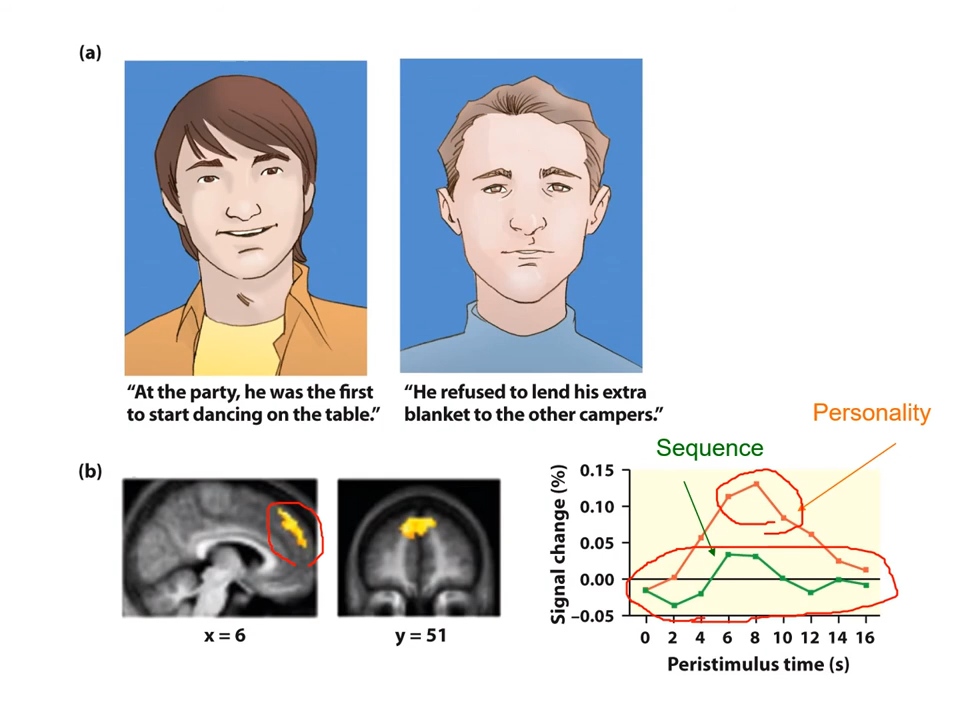 (a)
“At the party, he was the first
to start dancing on the table.”
“He refused to lend his extra
blanket to the other campers.”
(b)
x = 6
y = 51
Sequence
Personality
Signal change (%)
0.15
0.10
0.05
0.00
–0.05
0 2 4 6 8 10 12 14 16
Peristimulus time (s)